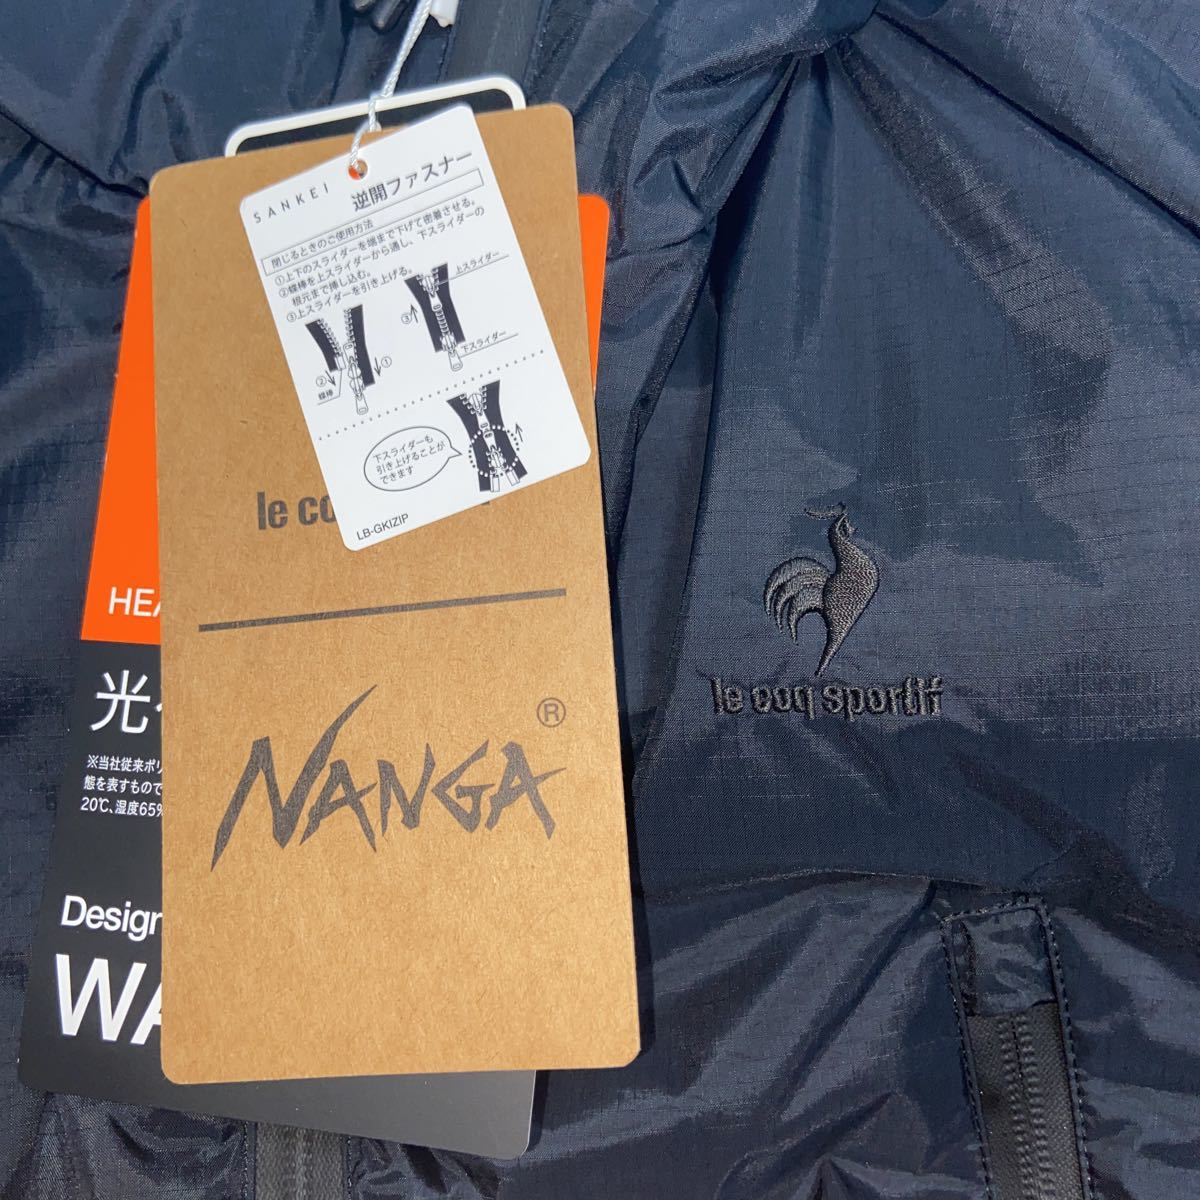 SANKEI
逆開ファスナー
閉じるときのご使用方法
①上下のスライダーを端まで下げて密着させる。
②蝶棒を上スライダーから通し、下スライダーの
根元まで挿し込む。
③上スライダーを引き上げる。
上スライダー
③
下スライダー
①
②
蝶棒
下スライダーも
引き上げることが
できます
LB-GKIZIP
le co
NANGA®
HEA
光
※当社従来ポリ
態を表すもので
20℃、湿度65%
Design
WA
le coq sportif